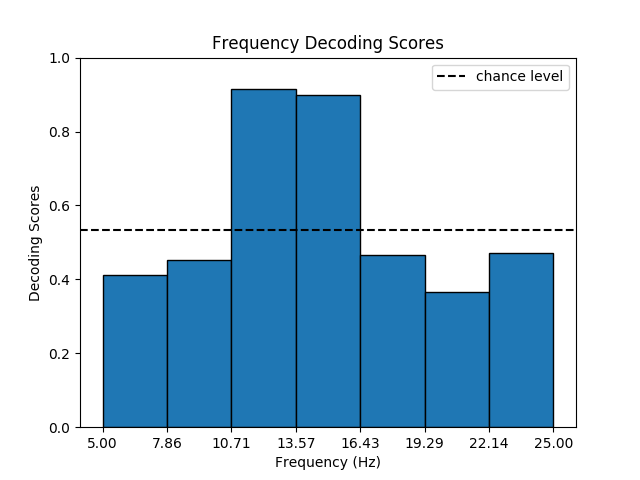 Frequency Decoding Scores
chance level
1.0
0.8
0.6
0.4
0.2
0.0
Decoding Scores
5.00 7.86 10.71 13.57 16.43 19.29 22.14 25.00
Frequency (Hz)